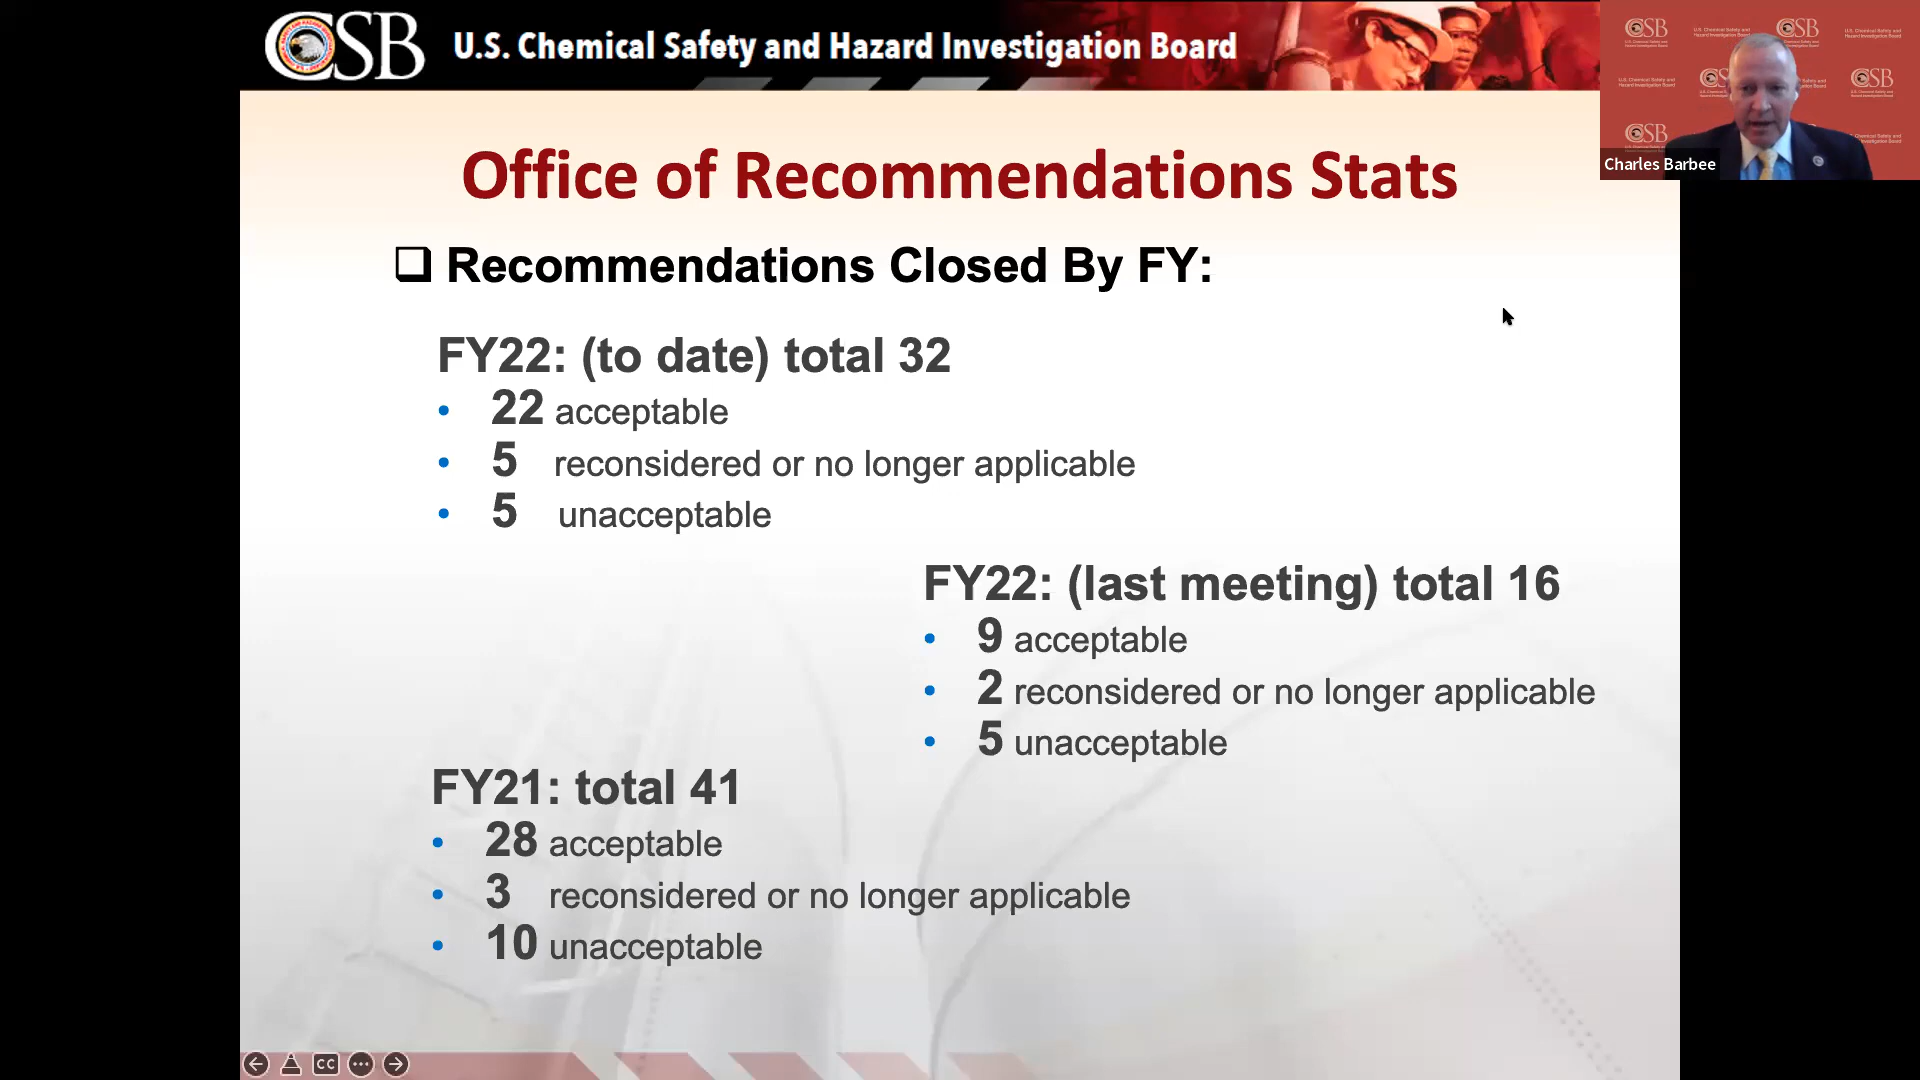 CSB U.S. Chemical Safety and Hazard Investigation Board
Charles Barbee
Office of Recommendations Stats
Recommendations Closed By FY:
FY22: (to date) total 32
• 22 acceptable
• 5 reconsidered or no longer applicable
• 5 unacceptable
FY22: (last meeting) total 16
• 9 acceptable
• 2 reconsidered or no longer applicable
• 5 unacceptable
FY21: total 41
• 28 acceptable
• 3 reconsidered or no longer applicable
• 10 unacceptable
CC